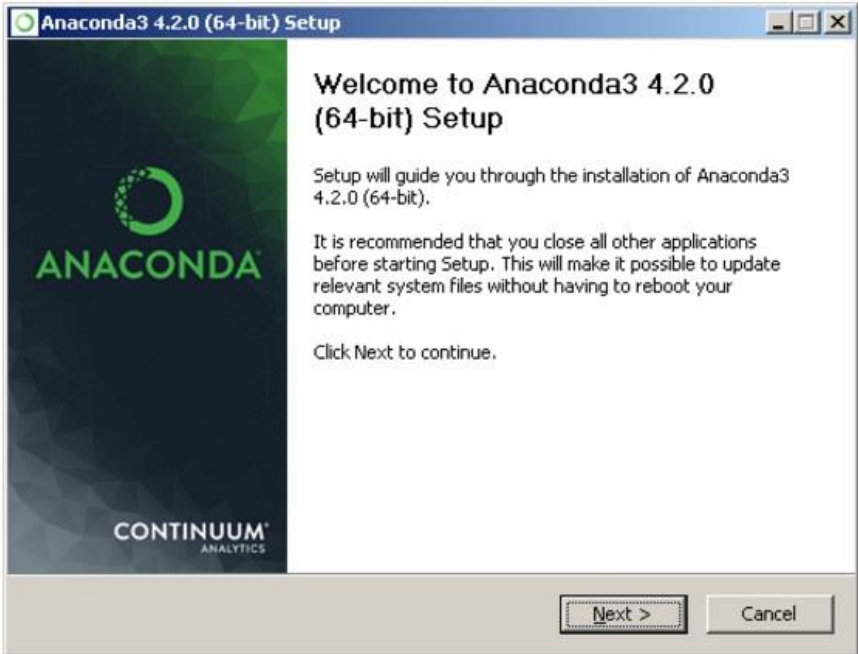 Anaconda3 4.2.0 (64-bit) Setup
Welcome to Anaconda3 4.2.0
(64-bit) Setup
Setup will guide you through the installation of Anaconda3
4.2.0 (64-bit).
It is recommended that you close all other applications
before starting Setup. This will make it possible to update
relevant system files without having to reboot your
computer.
Click Next to continue.
ANACONDA
CONTINUUM
ANALYTICS
Next >
Cancel